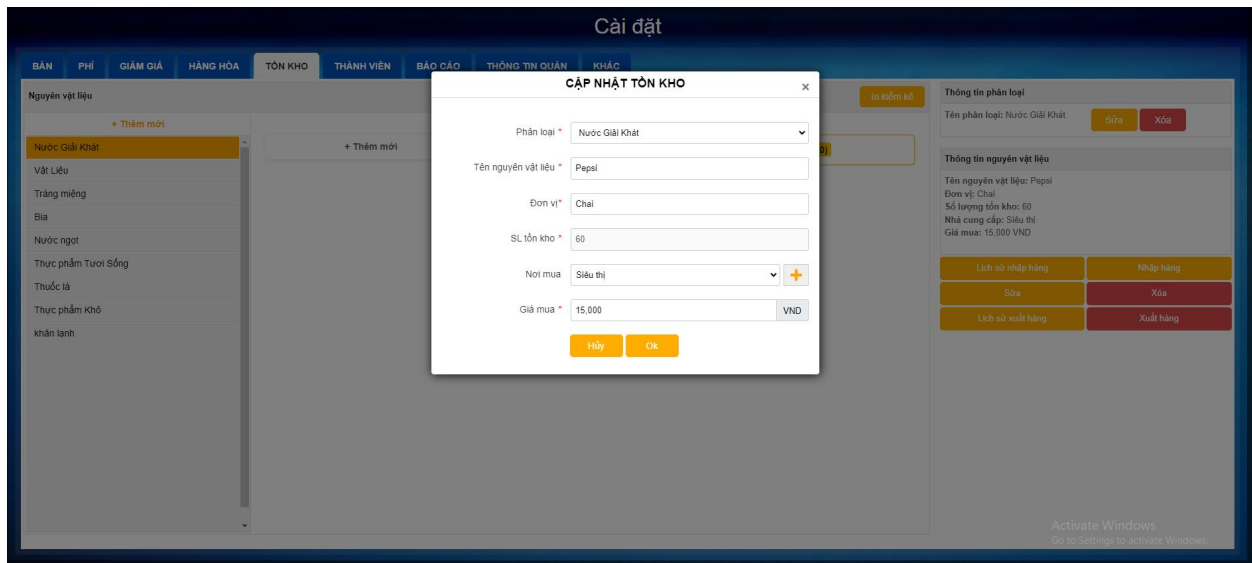 Cài đặt
BÀN PHÍ GIẢM GIÁ HÀNG HÓA TỒN KHO THÀNH VIÊN BÁO CÁO THÔNG TIN QUÁN KHÁC
Nguyên vật liệu
In kiểm kê
+ Thêm mới
Nước Giải Khát
Vật Liệu
Tráng miệng
Bia
Nước ngọt
Thực phẩm Tươi Sống
Thuốc lá
Thực phẩm Khô
khăn lạnh
+ Thêm mới
0)
CẬP NHẬT TỒN KHO ×
Phân loại * Nước Giải Khát
Tên nguyên vật liệu * Pepsi
Đơn vị* Chai
SL tồn kho * 60
Nơi mua Siêu thị +
Giá mua * 15,000 VND
Hủy Ok
Thông tin phân loại
Tên phân loại: Nước Giải Khát Sửa Xóa
Thông tin nguyên vật liệu
Tên nguyên vật liệu: Pepsi
Đơn vị: Chai
Số lượng tồn kho: 60
Nhà cung cấp: Siêu thị
Giá mua: 15,000 VND
Lịch sử nhập hàng Nhập hàng
Sửa Xóa
Lịch sử xuất hàng Xuất hàng
Activate Windows
Go to Settings to activate Windows.